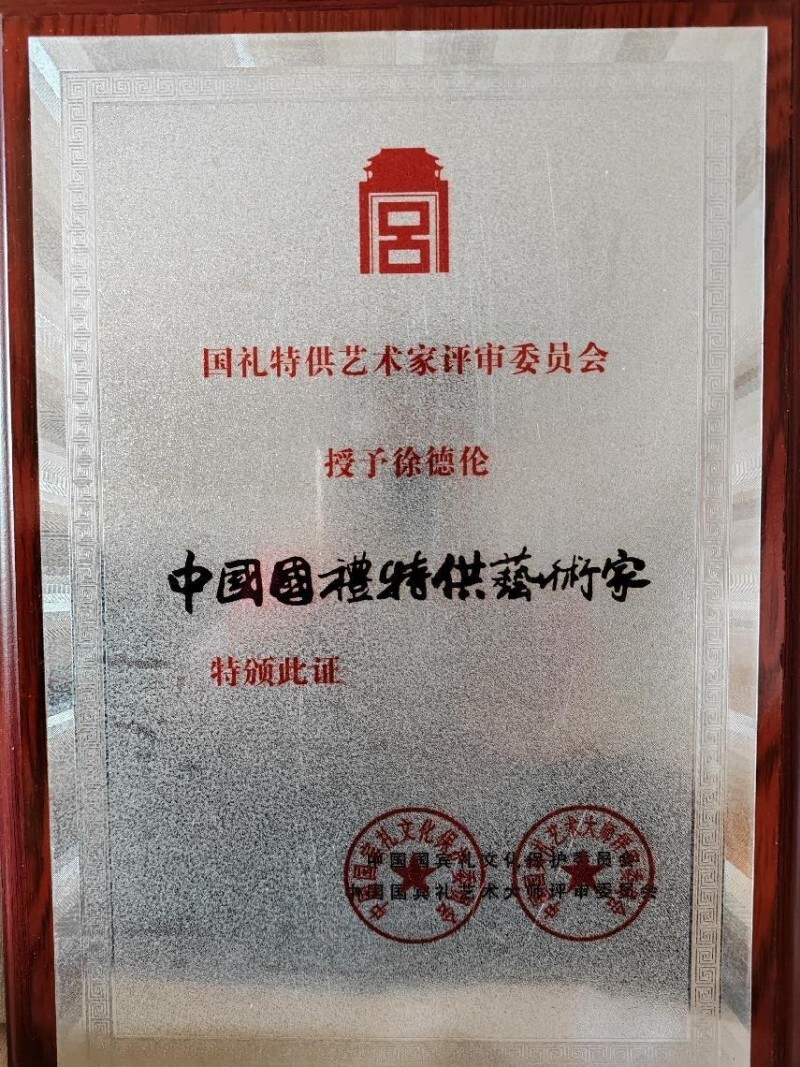 国礼特供艺术家评审委员会
授予徐德伦
中国國禮特供藝術家
特颁此证
中国国宾礼文化保护委员会
中国国宾礼艺术大师评审委员会